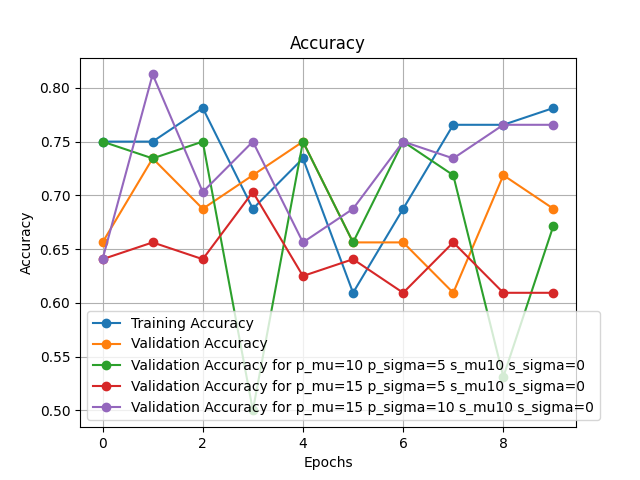 Accuracy
0.80
0.75
0.70
0.65
0.60
0.55
0.50
Accuracy
Training Accuracy
Validation Accuracy
Validation Accuracy for p_mu=10 p_sigma=5 s_mu10 s_sigma=0
Validation Accuracy for p_mu=15 p_sigma=5 s_mu10 s_sigma=0
Validation Accuracy for p_mu=15 p_sigma=10 s_mu10 s_sigma=0
0 2 4 6 8
Epochs